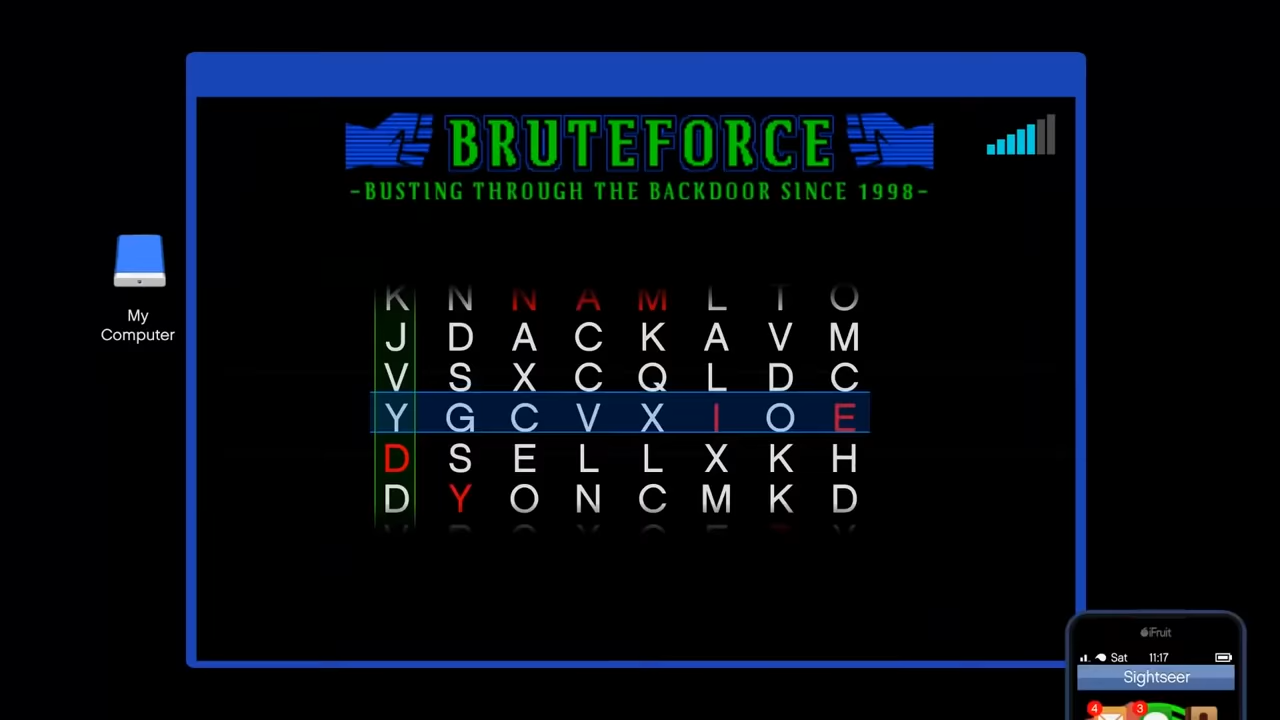 BRUTEFORCE
-BUSTING THROUGH THE BACKDOOR SINCE 1998-
My
Computer
K N N A M L T O
J D A C K A V M
V S X C Q L D C
Y G C V X I O E
D S E L L X K H
D Y O N C M K D
iFruit
Sat 11:17
Sightseer
4 3